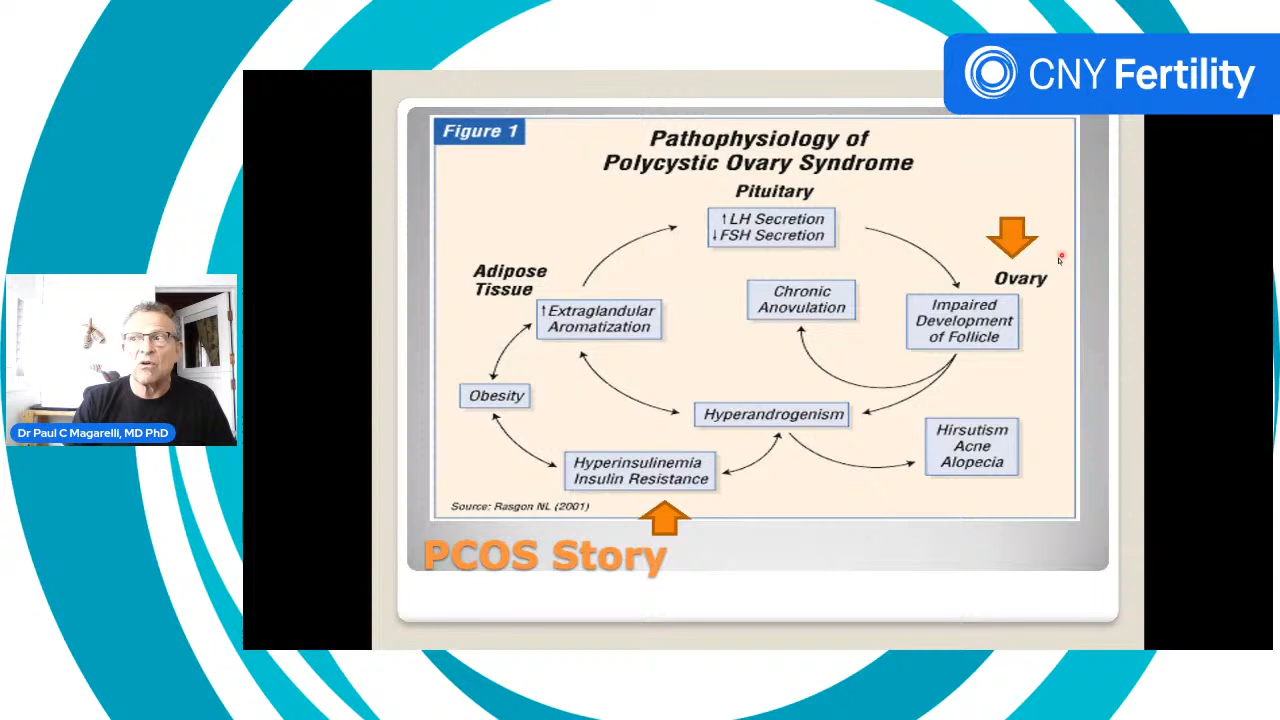 CNY Fertility
Figure 1
Pathophysiology of
Polycystic Ovary Syndrome
Pituitary
↑LH Secretion
↓FSH Secretion
Adipose
Tissue
↑Extraglandular
Aromatization
Chronic
Anovulation
Ovary
Impaired
Development
of Follicle
Obesity
Hyperandrogenism
Hirsutism
Acne
Alopecia
Hyperinsulinemia
Insulin Resistance
Source: Rasgon NL (2001)
PCOS Story
Dr Paul C Magarelli, MD PhD